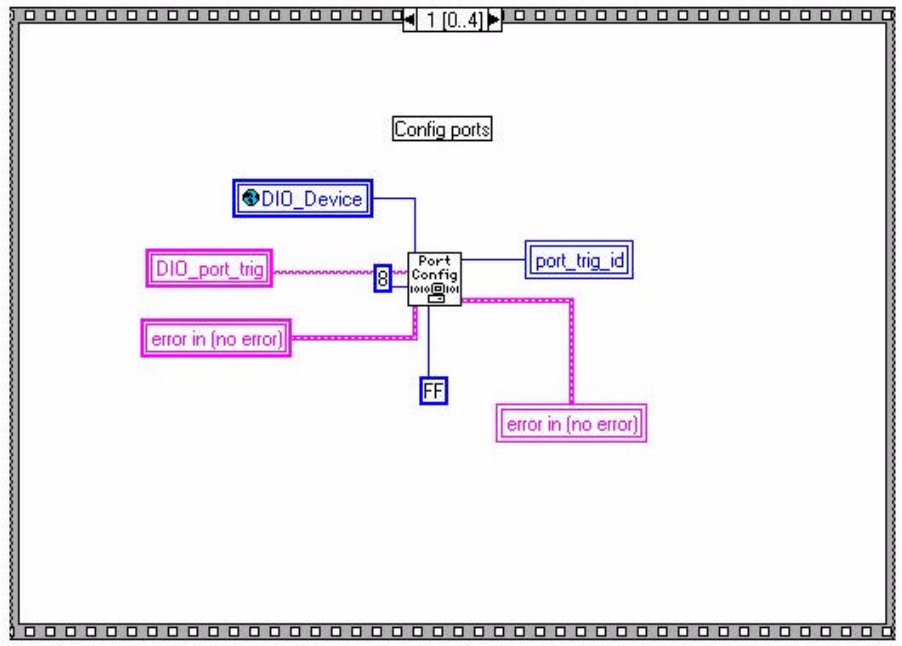 1 [0..4]
Config ports
DIO_Device
DIO_port_trig
8
Port
Config
port_trig_id
error in (no error)
FF
error in (no error)